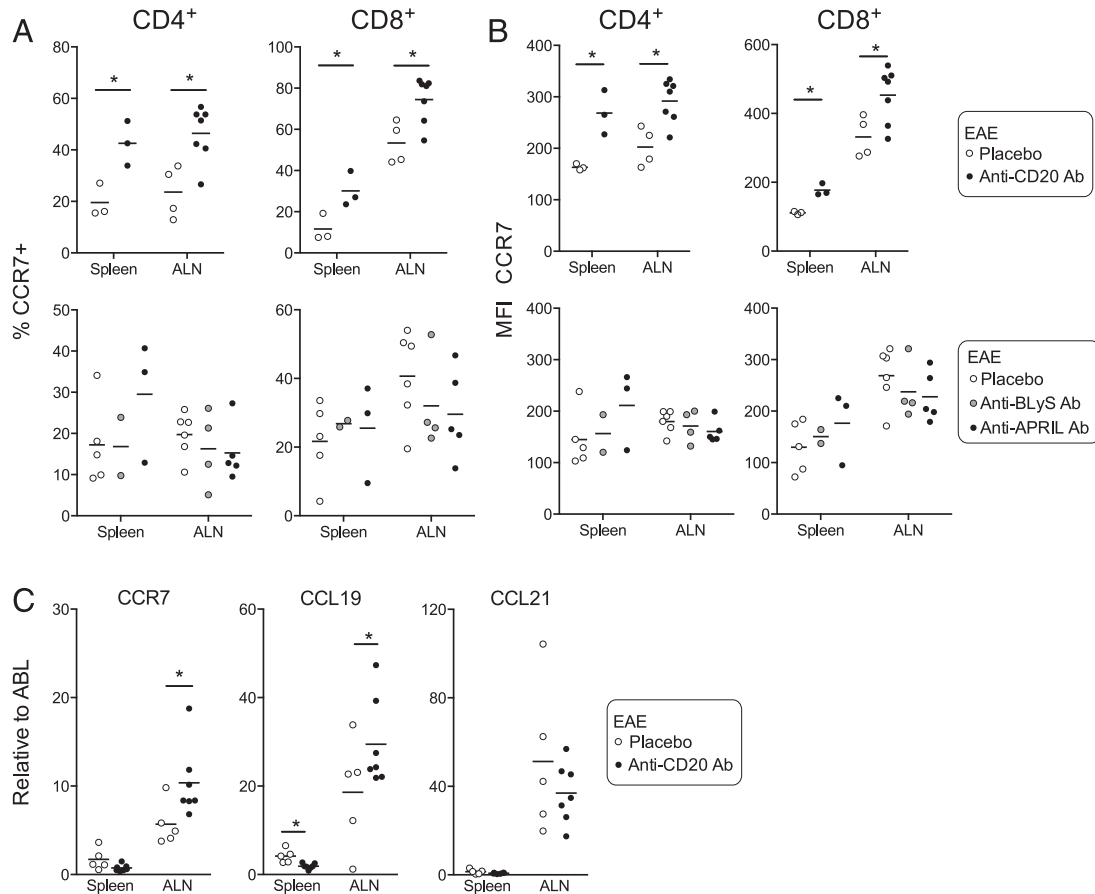 A
CD4+
CD8+
B
CD4+
CD8+
80
60
40
20
0
*
*
Spleen
ALN
100
80
60
40
20
0
*
*
Spleen
ALN
400
300
200
100
0
*
*
Spleen
ALN
600
400
200
0
*
*
Spleen
ALN
EAE
Placebo
Anti-CD20 Ab
% CCR7+
MFI CCR7
50
40
30
20
10
0
Spleen
ALN
60
40
20
0
Spleen
ALN
400
300
200
100
0
Spleen
ALN
400
300
200
100
0
Spleen
ALN
EAE
Placebo
Anti-BLyS Ab
Anti-APRIL Ab
C
CCR7
CCL19
CCL21
Relative to ABL
30
20
10
0
*
Spleen
ALN
60
40
20
0
*
*
Spleen
ALN
120
80
40
0
Spleen
ALN
EAE
Placebo
Anti-CD20 Ab